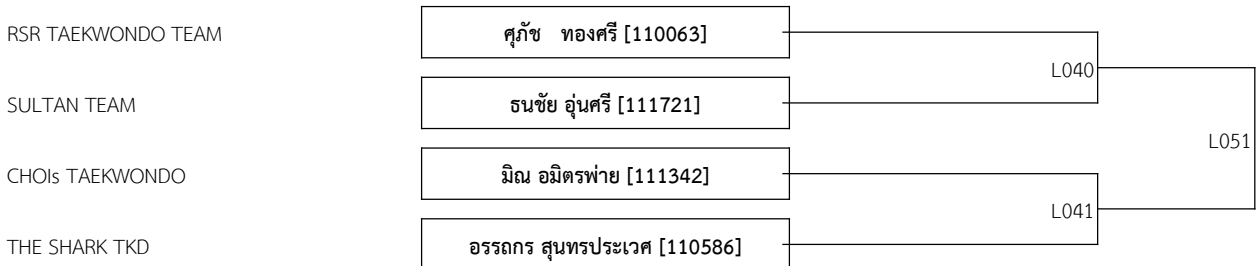 RSR TAEKWONDO TEAM ศุภัช ทองศรี [110063]
L040
SULTAN TEAM ธนชัย อุ่นศรี [111721]
L051
CHOIs TAEKWONDO มิณ อมิตรพ่าย [111342]
L041
THE SHARK TKD อรรถกร สุนทรประเวศ [110586]